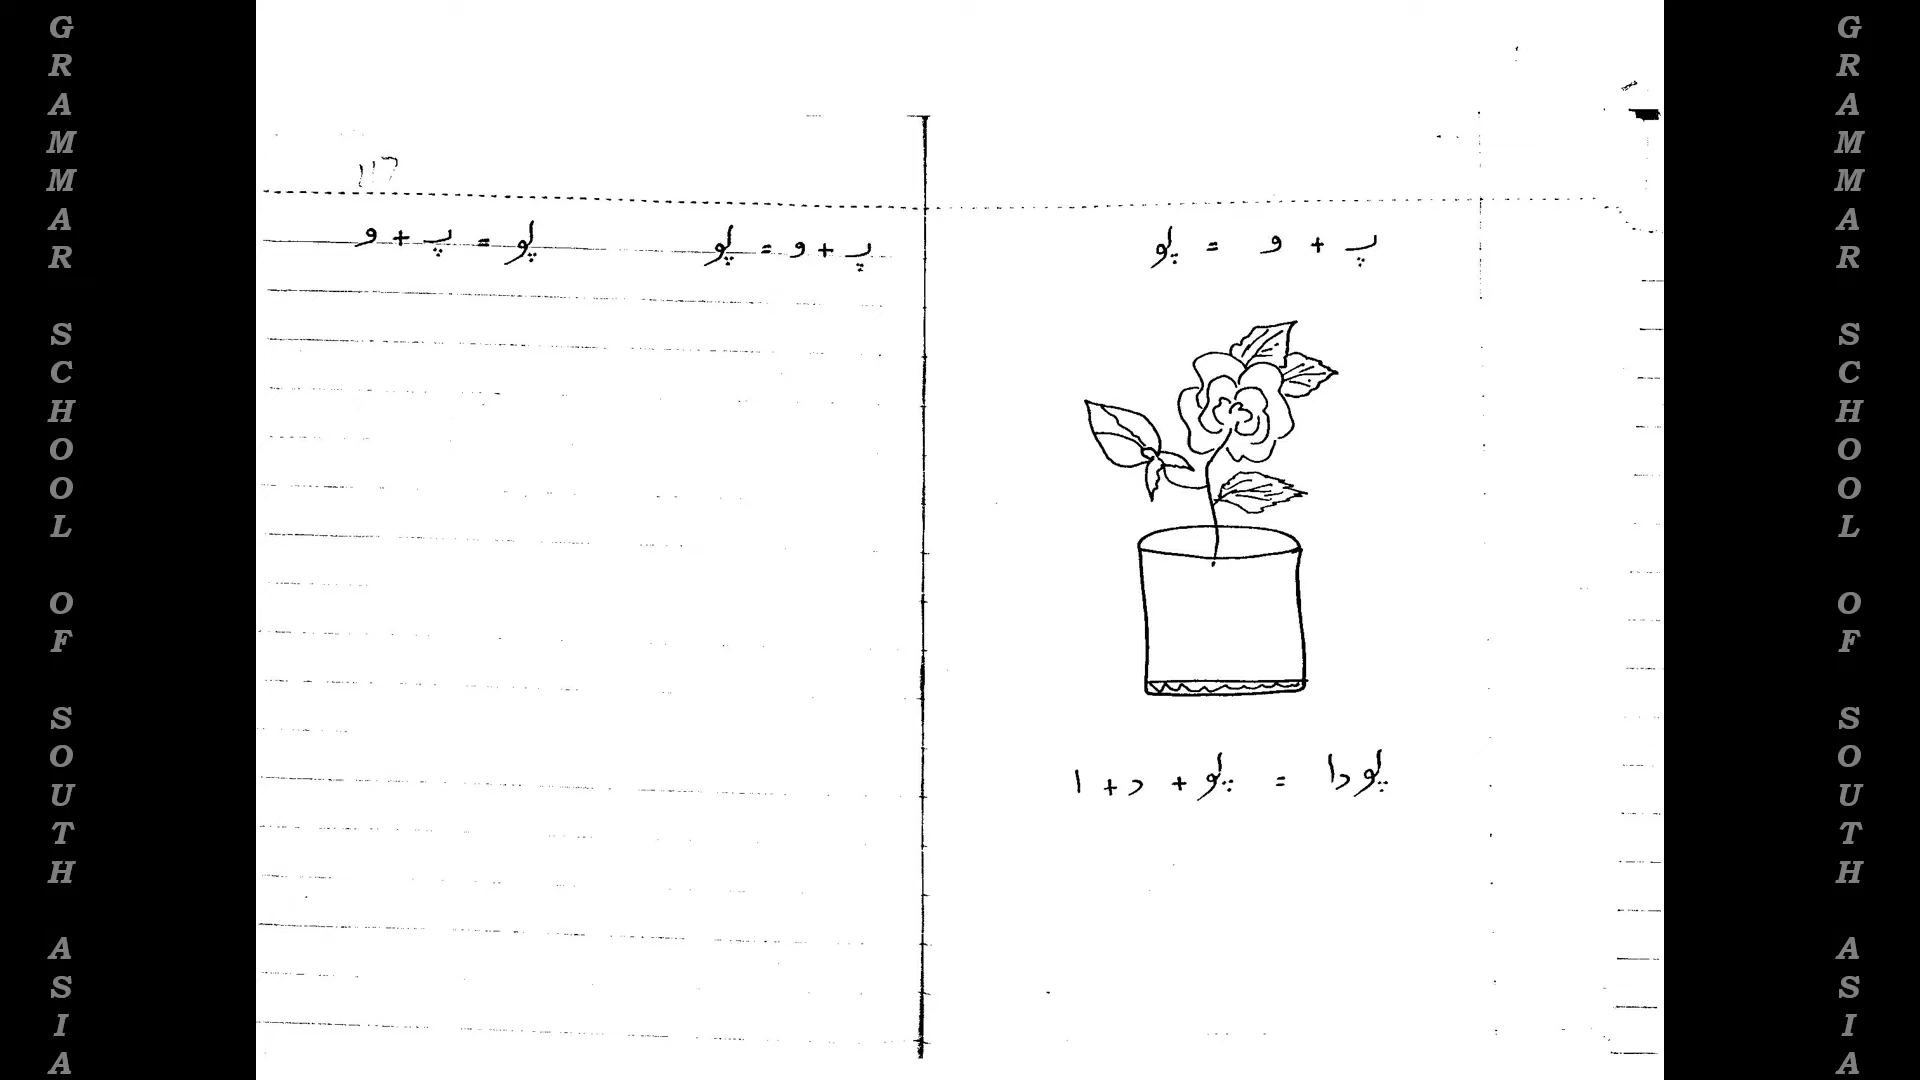 GRAMMAR SCHOOL OF SOUTH ASIA
پ + و = پو
پودا = پو + د + ا
پ + و = پو    پو = پ + و
GRAMMAR SCHOOL OF SOUTH ASIA